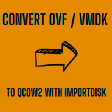 CONVERT OVF / VMDK
TO QCOW2 WITH IMPORTDISK